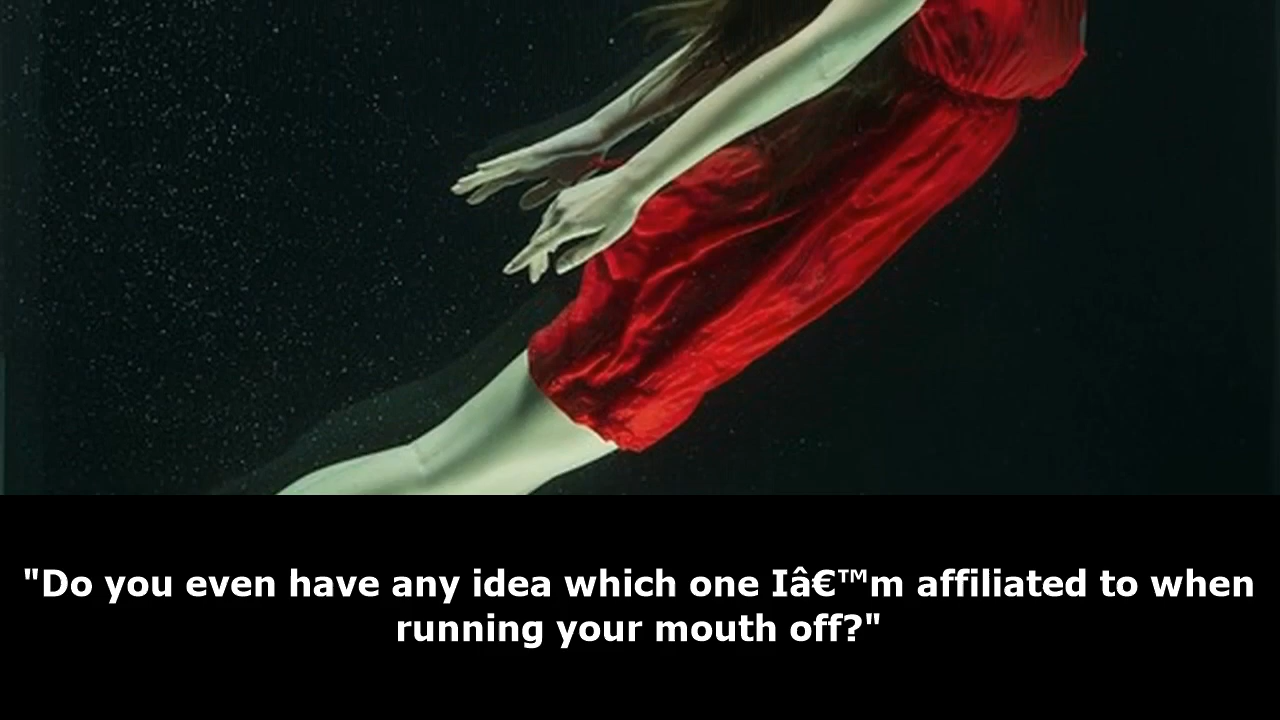 "Do you even have any idea which one Iâ€™m affiliated to when
running your mouth off?"